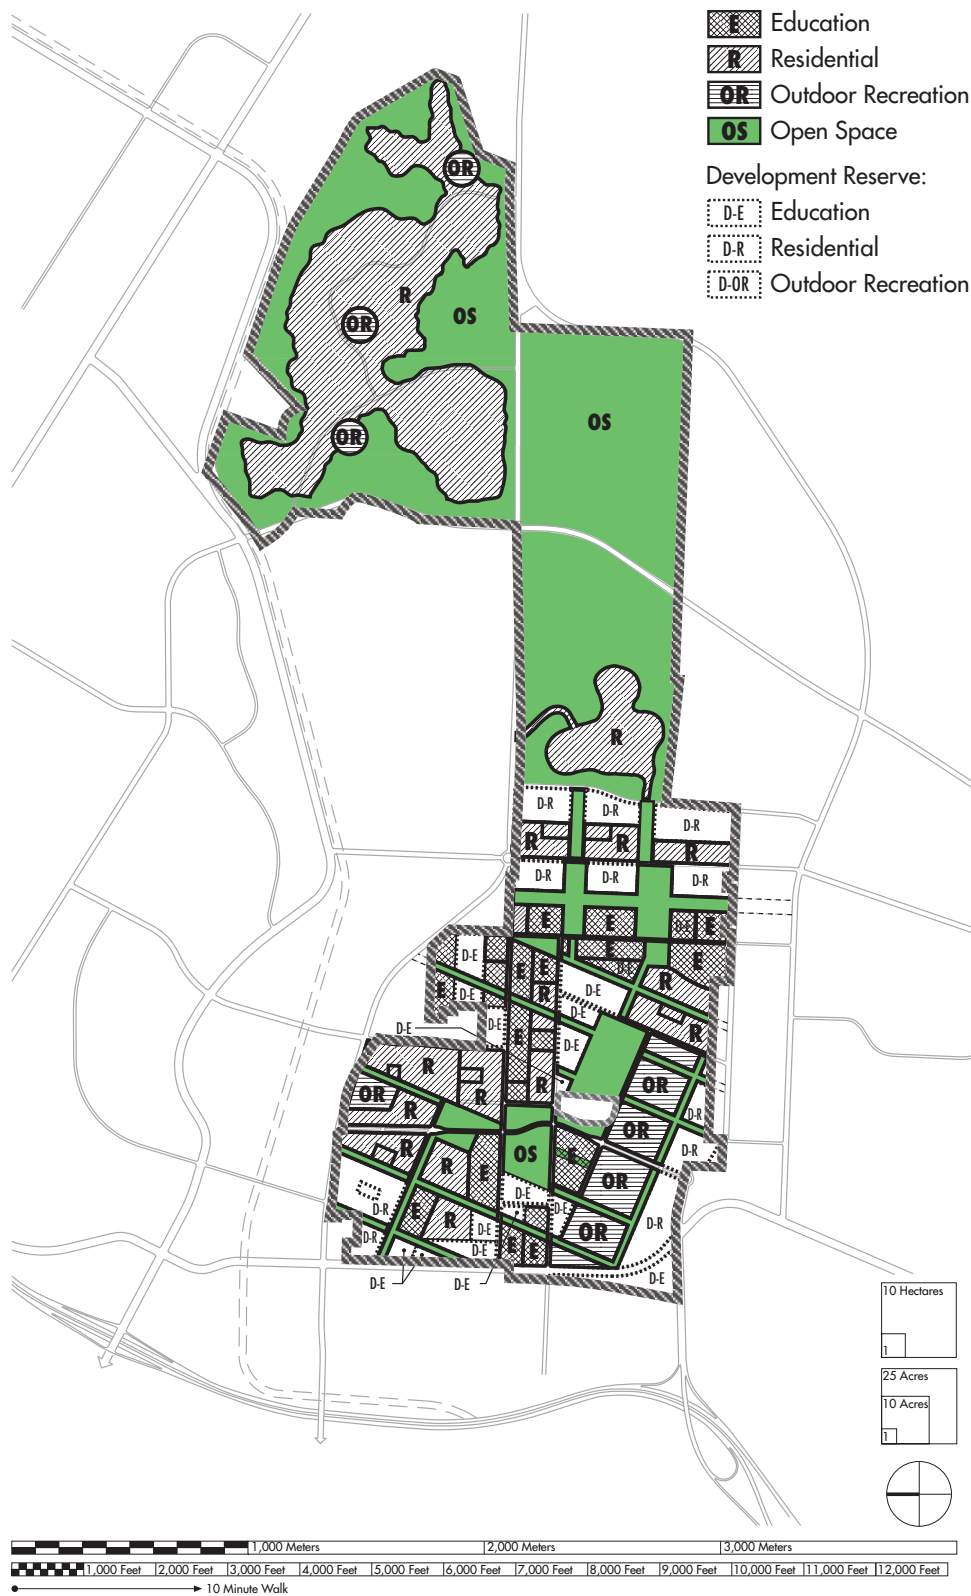 E Education
R Residential
OR Outdoor Recreation
OS Open Space
Development Reserve:
D-E Education
D-R Residential
D-OR Outdoor Recreation
OR
R
OS
OR
OS
OR
R
D-R
D-R
D-R
R
R
R
D-R
D-R
D-R
E
E
D-E
E
E
D-E
E
D-E
E
E
R
D-E
E
D-E
R
D-E
D-E
E
D-E
R
D-E
R
R
R
OR
OR
R
D-R
OR
R
E
D-R
OS
R
E
OR
D-E
D-R
E
R
D-E
D-E
D-R
OR
D-R
D-E
E
E
D-E
D-E
D-E
10 Hectares
1
25 Acres
10 Acres
1
1,000 Meters 2,000 Meters 3,000 Meters
1,000 Feet 2,000 Feet 3,000 Feet 4,000 Feet 5,000 Feet 6,000 Feet 7,000 Feet 8,000 Feet 9,000 Feet 10,000 Feet 11,000 Feet 12,000 Feet
10 Minute Walk